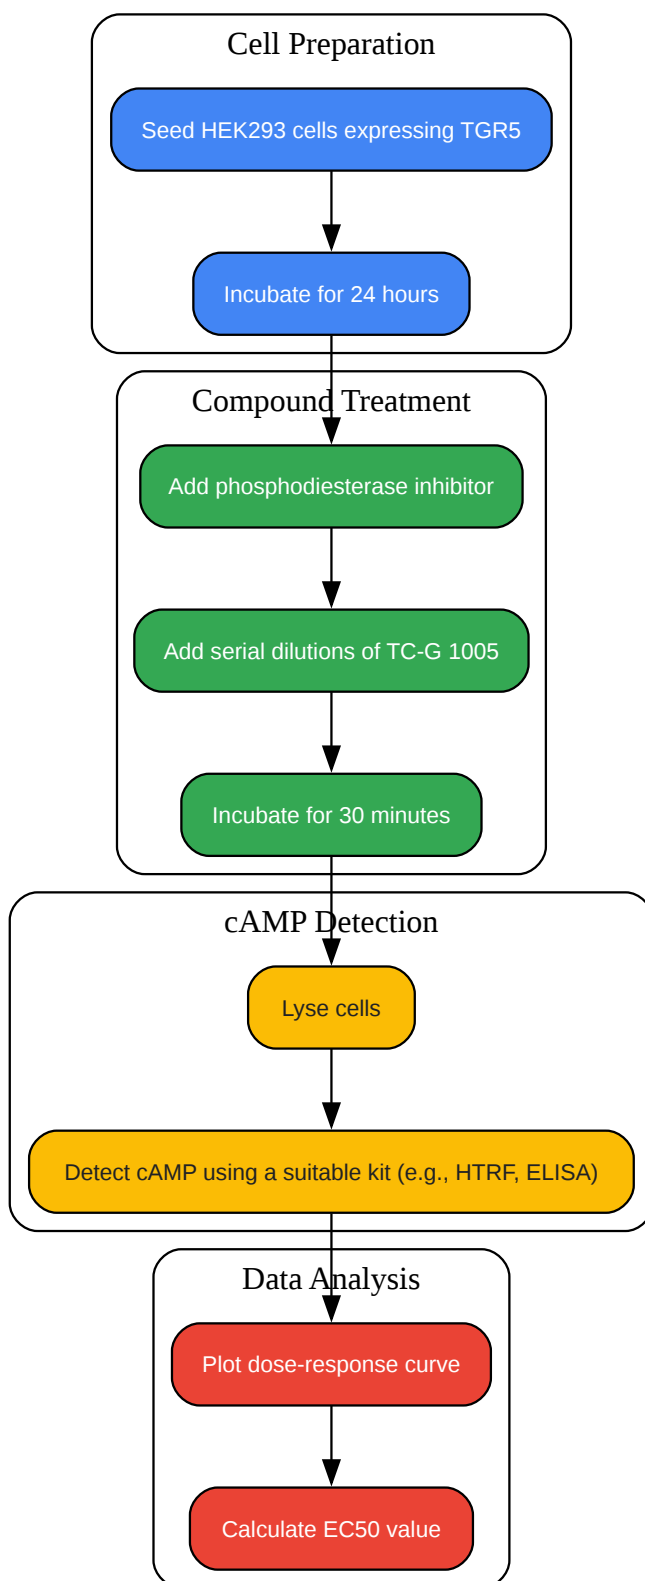 Cell Preparation
Seed HEK293 cells expressing TGR5
Incubate for 24 hours
Compound Treatment
Add phosphodiesterase inhibitor
Add serial dilutions of TC-G 1005
Incubate for 30 minutes
cAMP Detection
Lyse cells
Detect cAMP using a suitable kit (e.g., HTRF, ELISA)
Data Analysis
Plot dose-response curve
Calculate EC50 value